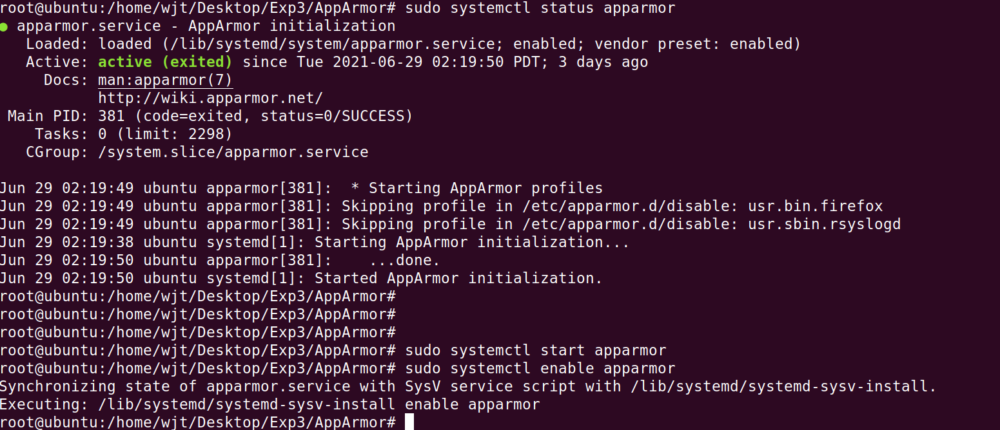 root@ubuntu:/home/wjt/Desktop/Exp3/AppArmor# sudo systemctl status apparmor
● apparmor.service - AppArmor initialization
   Loaded: loaded (/lib/systemd/system/apparmor.service; enabled; vendor preset: enabled)
   Active: active (exited) since Tue 2021-06-29 02:19:50 PDT; 3 days ago
     Docs: man:apparmor(7)
           http://wiki.apparmor.net/
 Main PID: 381 (code=exited, status=0/SUCCESS)
    Tasks: 0 (limit: 2298)
   CGroup: /system.slice/apparmor.service

Jun 29 02:19:49 ubuntu apparmor[381]:  * Starting AppArmor profiles
Jun 29 02:19:49 ubuntu apparmor[381]: Skipping profile in /etc/apparmor.d/disable: usr.bin.firefox
Jun 29 02:19:49 ubuntu apparmor[381]: Skipping profile in /etc/apparmor.d/disable: usr.sbin.rsyslogd
Jun 29 02:19:38 ubuntu systemd[1]: Starting AppArmor initialization...
Jun 29 02:19:50 ubuntu apparmor[381]:    ...done.
Jun 29 02:19:50 ubuntu systemd[1]: Started AppArmor initialization.
root@ubuntu:/home/wjt/Desktop/Exp3/AppArmor#
root@ubuntu:/home/wjt/Desktop/Exp3/AppArmor#
root@ubuntu:/home/wjt/Desktop/Exp3/AppArmor#
root@ubuntu:/home/wjt/Desktop/Exp3/AppArmor# sudo systemctl start apparmor
root@ubuntu:/home/wjt/Desktop/Exp3/AppArmor# sudo systemctl enable apparmor
Synchronizing state of apparmor.service with SysV service script with /lib/systemd/systemd-sysv-install.
Executing: /lib/systemd/systemd-sysv-install enable apparmor
root@ubuntu:/home/wjt/Desktop/Exp3/AppArmor#